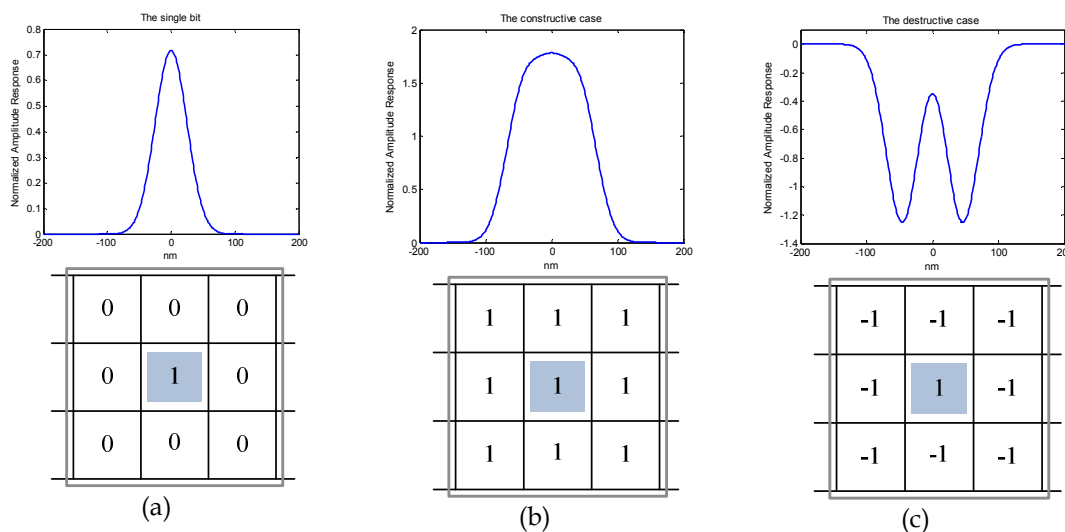 The single bit
Normalized Amplitude Response
0.8
0.7
0.6
0.5
0.4
0.3
0.2
0.1
0
-200 -100 0 100 200
nm
0 0 0
0 1 0
0 0 0
(a)
The constructive case
Normalized Amplitude Response
2
1.5
1
0.5
0
-200 -100 0 100 200
nm
1 1 1
1 1 1
1 1 1
(b)
The destructive case
Normalized Amplitude Response
0
-0.2
-0.4
-0.6
-0.8
-1
-1.2
-1.4
-200 -100 0 100 200
nm
-1 -1 -1
-1 1 -1
-1 -1 -1
(c)